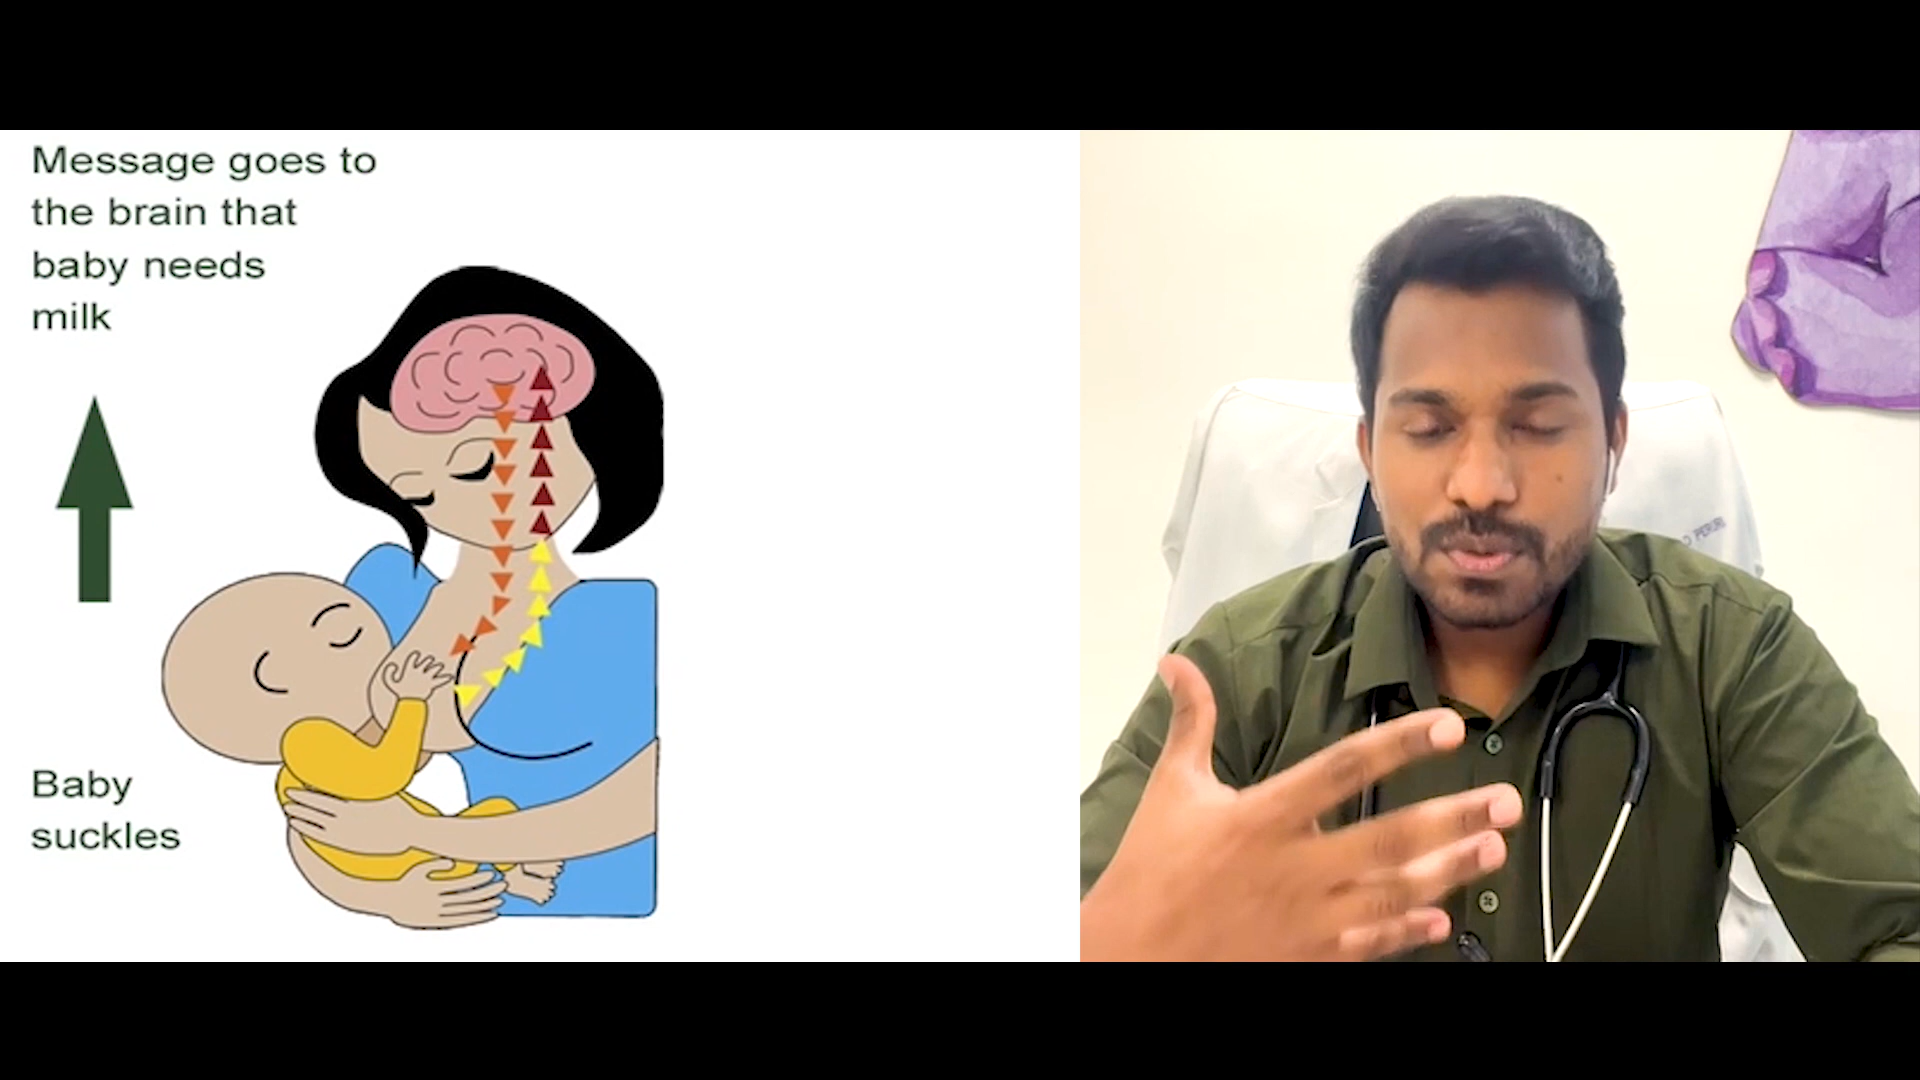 Message goes to
the brain that
baby needs
milk
Baby
suckles